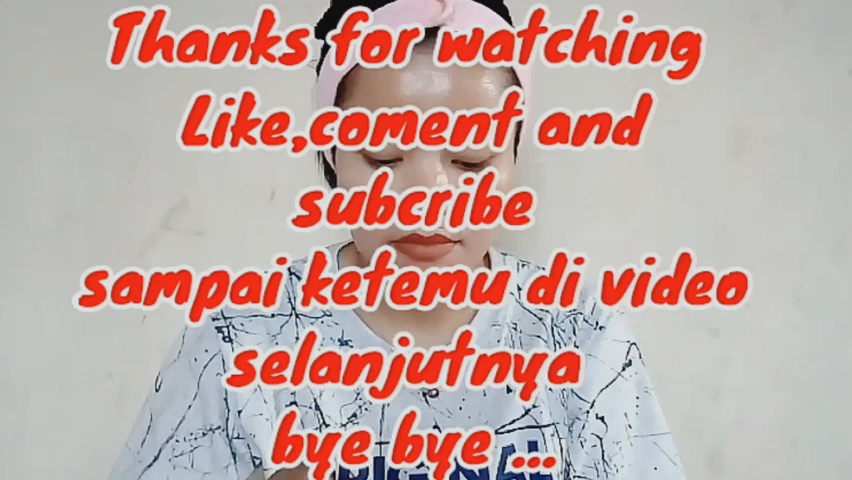 Thanks for watching
Like,coment and
subcribe
sampai ketemu di video
selanjutnya
bye bye ...